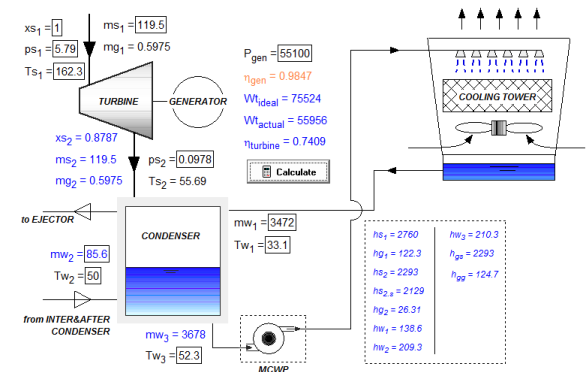 xs1 = 1
ms1 = 119.5
ps1 = 5.79
mg1 = 0.5975
Ts1 = 162.3
TURBINE
GENERATOR
Pgen = 55100
ηgen = 0.9847
Wtideal = 75524
Wtactual = 55956
ηturbine = 0.7409
Calculate
COOLING TOWER
xs2 = 0.8787
ms2 = 119.5
mg2 = 0.5975
ps2 = 0.0978
Ts2 = 55.69
to EJECTOR
CONDENSER
mw1 = 3472
Tw1 = 33.1
mw2 = 85.6
Tw2 = 50
from INTER&AFTER
CONDENSER
mw3 = 3678
Tw3 = 52.3
MCWP
hs1 = 2760
hg1 = 122.3
hs2 = 2293
hs2,s = 2129
hg2 = 26.31
hw1 = 138.6
hw2 = 209.3
hw3 = 210.3
hgs = 2293
hgg = 124.7